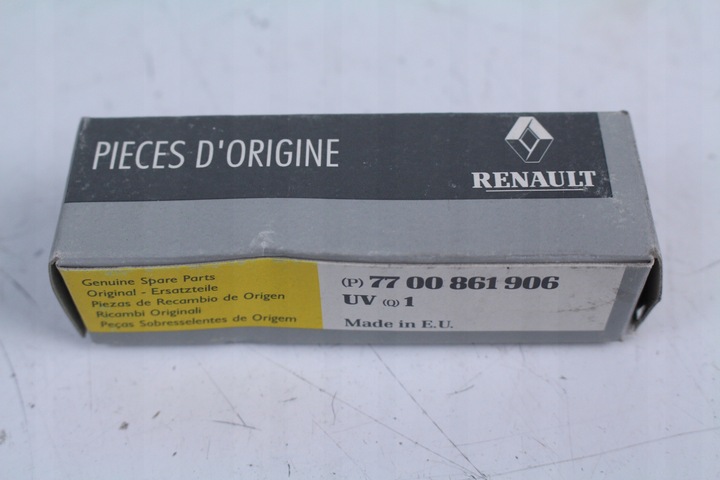 PIECES D'ORIGINE
RENAULT
Genuine Spare Parts
Original - Ersatzteile
Piezas de Recambio de Origen
Ricambi Originali
Peças Sobresselentes de Origem
(P) 77 00 861 906
UV (Q) 1
Made in E.U.